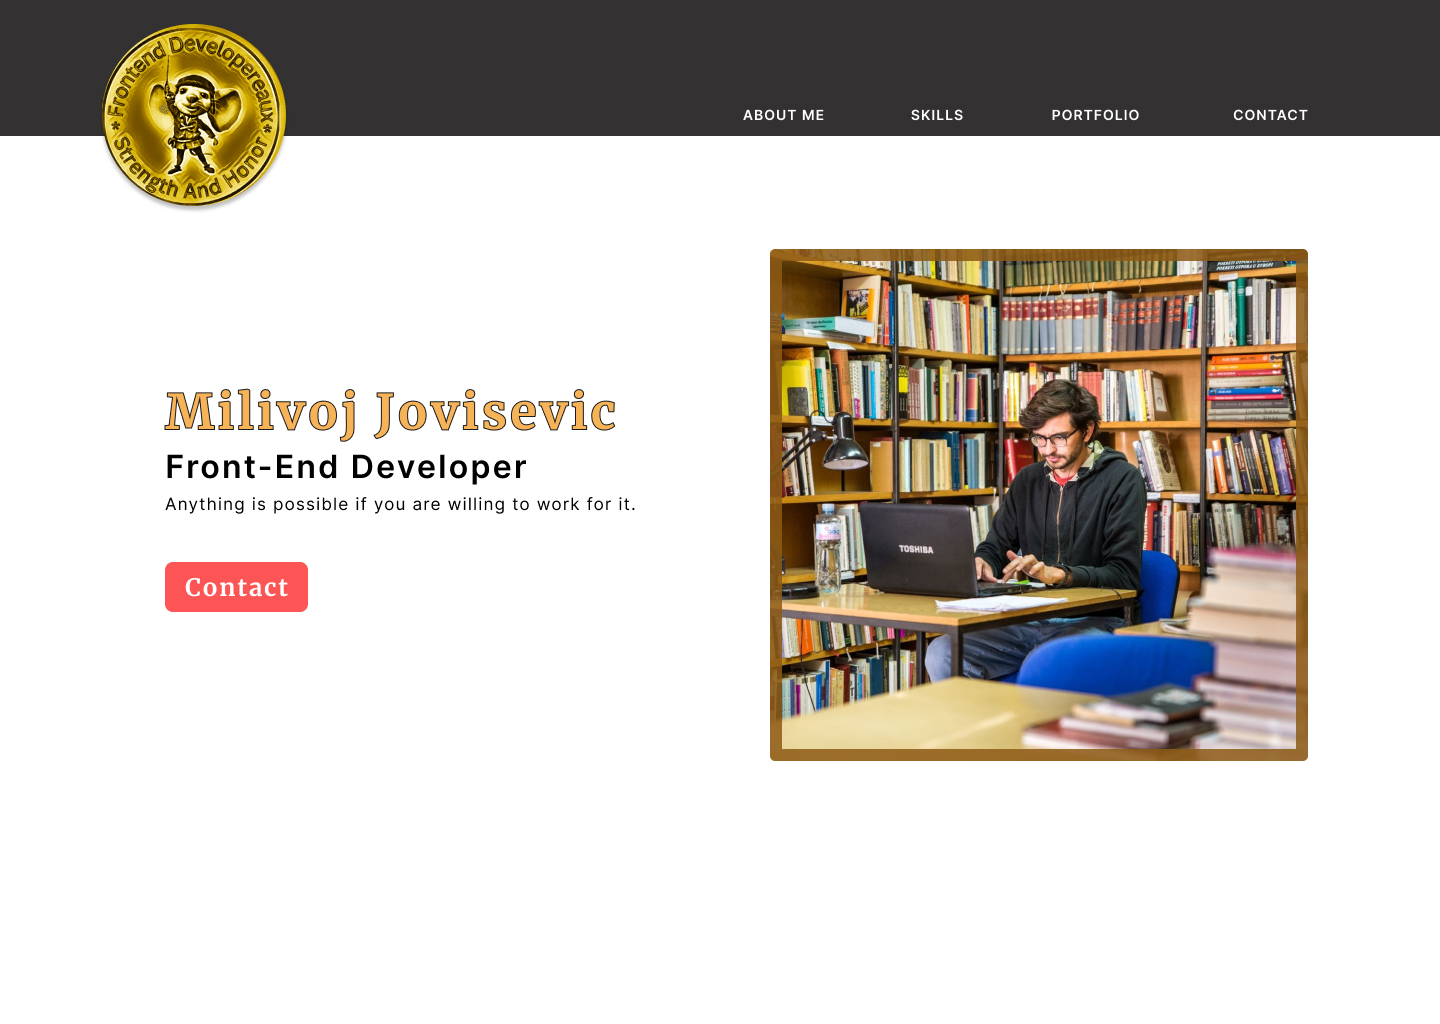 Frontend Developereaux
* Strength And Honor *
ABOUT ME
SKILLS
PORTFOLIO
CONTACT
Milivoj Jovisevic
Front-End Developer
Anything is possible if you are willing to work for it.
Contact
TOSHIBA